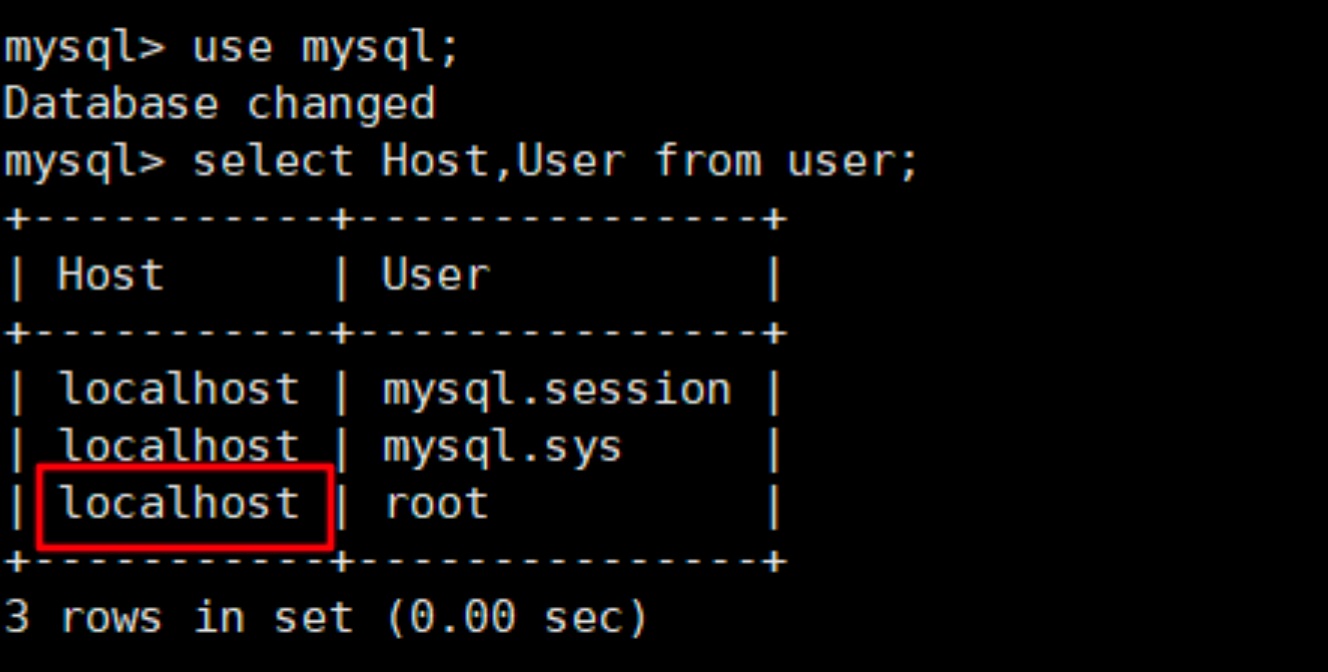 mysql> use mysql;
Database changed
mysql> select Host,User from user;
+-----------+---------------+
| Host      | User          |
+-----------+---------------+
| localhost | mysql.session |
| localhost | mysql.sys     |
| localhost | root          |
+-----------+---------------+
3 rows in set (0.00 sec)